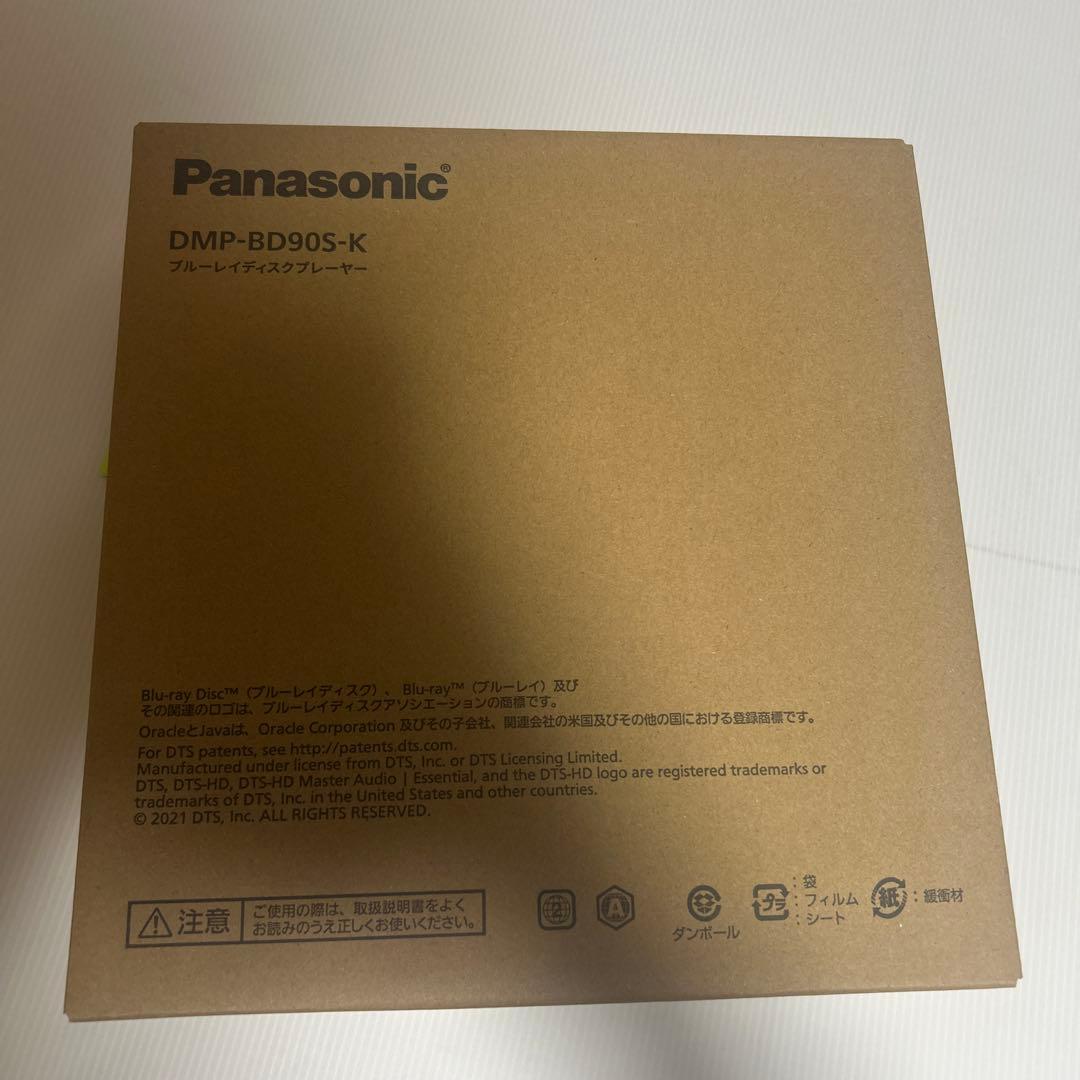 Panasonic®
DMP-BD90S-K
ブルーレイディスクプレーヤー
Blu-ray Disc™（ブルーレイディスク）、Blu-ray™（ブルーレイ）及び
その関連のロゴは、ブルーレイディスクアソシエーションの商標です。
OracleとJavaは、Oracle Corporation 及びその子会社、関連会社の米国及びその他の国における登録商標です。
For DTS patents, see http://patents.dts.com.
Manufactured under license from DTS, Inc. or DTS Licensing Limited.
DTS, DTS-HD, DTS-HD Master Audio | Essential, and the DTS-HD logo are registered trademarks or
trademarks of DTS, Inc. in the United States and other countries.
© 2021 DTS, Inc. ALL RIGHTS RESERVED.
注意
ご使用の際は、取扱説明書をよく
お読みのうえ正しくお使いください。
2
A
ダンボール
プラ
：袋
：フィルム
：シート
紙
：緩衝材